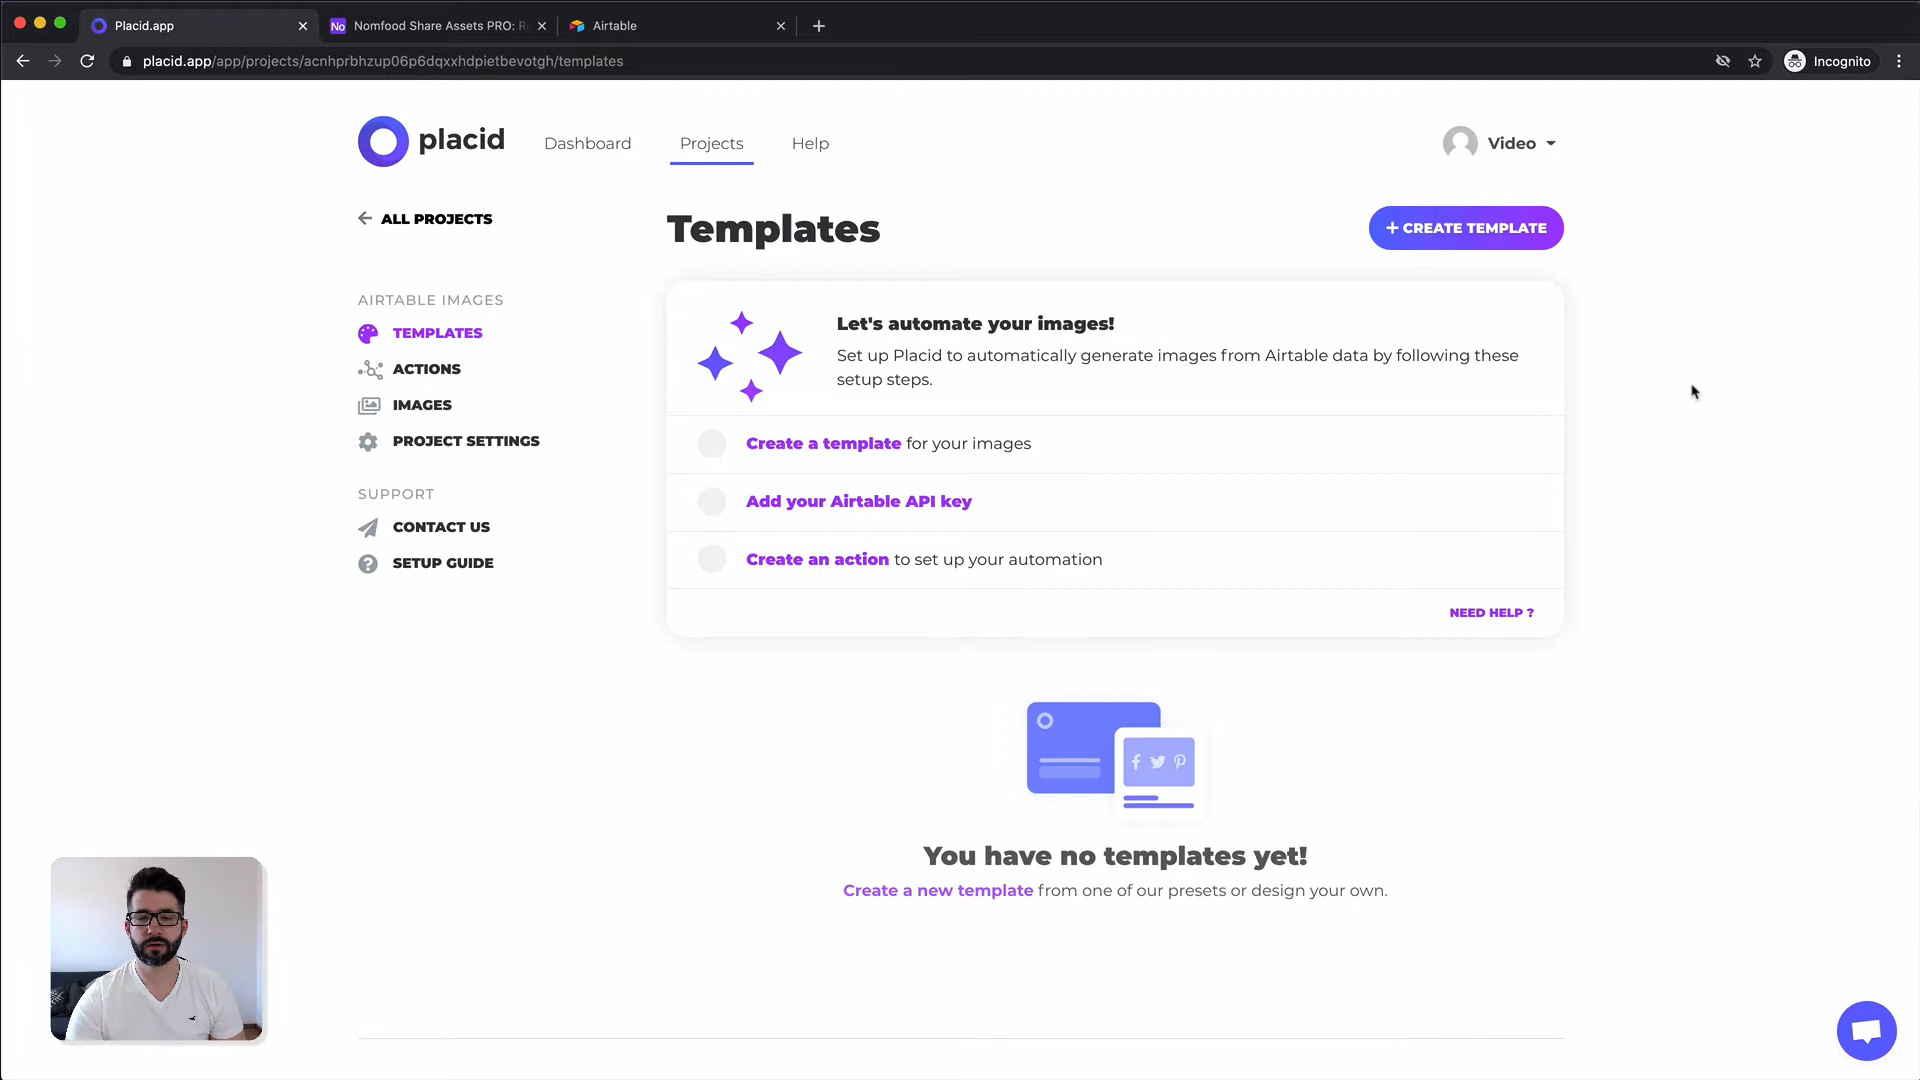 Placid.app
No
Nomfood Share Assets PRO: R
Airtable
placid.app/app/projects/acnhprbhzup06p6dqxxhdpietbevotgh/templates
Incognito
placid
Dashboard
Projects
Help
Video
ALL PROJECTS
Templates
+ CREATE TEMPLATE
AIRTABLE IMAGES
TEMPLATES
ACTIONS
IMAGES
PROJECT SETTINGS
SUPPORT
CONTACT US
SETUP GUIDE
Let's automate your images!
Set up Placid to automatically generate images from Airtable data by following these
setup steps.
Create a template for your images
Add your Airtable API key
Create an action to set up your automation
NEED HELP ?
You have no templates yet!
Create a new template from one of our presets or design your own.